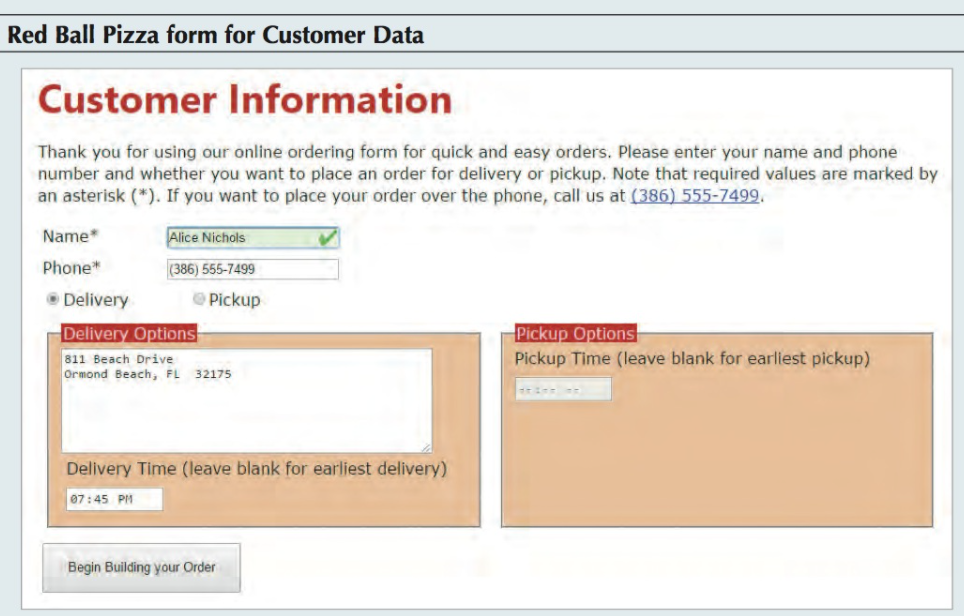 Red Ball Pizza form for Customer Data
Customer Information
Thank you for using our online ordering form for quick and easy orders. Please enter your name and phone
number and whether you want to place an order for delivery or pickup. Note that required values are marked by
an asterisk (*). If you want to place your order over the phone, call us at (386) 555-7499.
Name*
Alice Nichols
Phone*
(386) 555-7499
Delivery
Pickup
Delivery Options
811 Beach Drive
Ormond Beach, FL 32175
Delivery Time (leave blank for earliest delivery)
07:45 PM
Pickup Options
Pickup Time (leave blank for earliest pickup)
--:-- --
Begin Building your Order